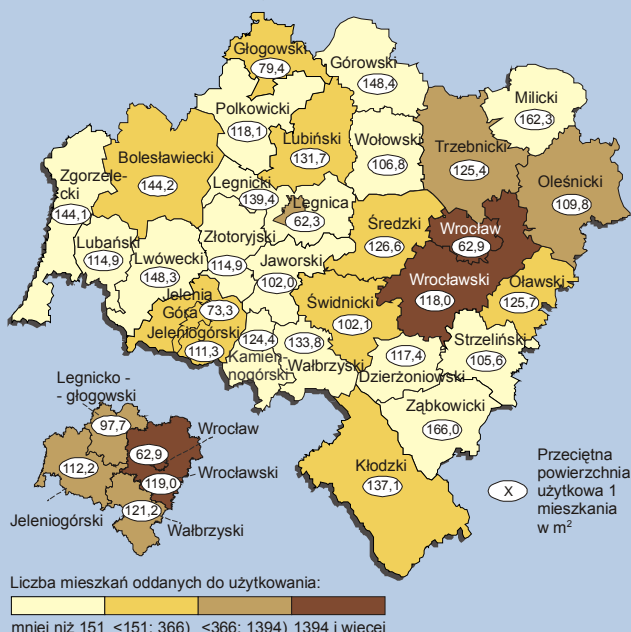 Głogowski
79,4
Górowski
148,4
Milicki
162,3
Polkowicki
118,1
Lubiński
131,7
Wołowski
106,8
Trzebnicki
125,4
Oleśnicki
109,8
Bolesławiecki
144,2
Zgorzele-
cki
144,1
Legnicki
139,4
Legnica
62,3
Średzki
126,6
Wrocław
62,9
Wrocławski
118,0
Lubański
114,9
Lwówecki
148,3
Złotoryjski
114,9
Jaworski
102,0
Oławski
125,7
Jelenia
Góra
73,3
Jeleniogórski
111,3
Świdnicki
102,1
Kamien-
nogórski
124,4
133,8
Wałbrzyski
117,4
Dzierżoniowski
Strzeliński
105,6
Ząbkowicki
166,0
Kłodzki
137,1
Legnicko -
- głogowski
97,7
62,9
Wrocław
112,2
119,0
Wrocławski
121,2
Jeleniogórski
Wałbrzyski
X
Przeciętna
powierzchnia
użytkowa 1
mieszkania
w m²
Liczba mieszkań oddanych do użytkowania:
mniej niż 151 <151; 366) <366; 1394) 1394 i więcej